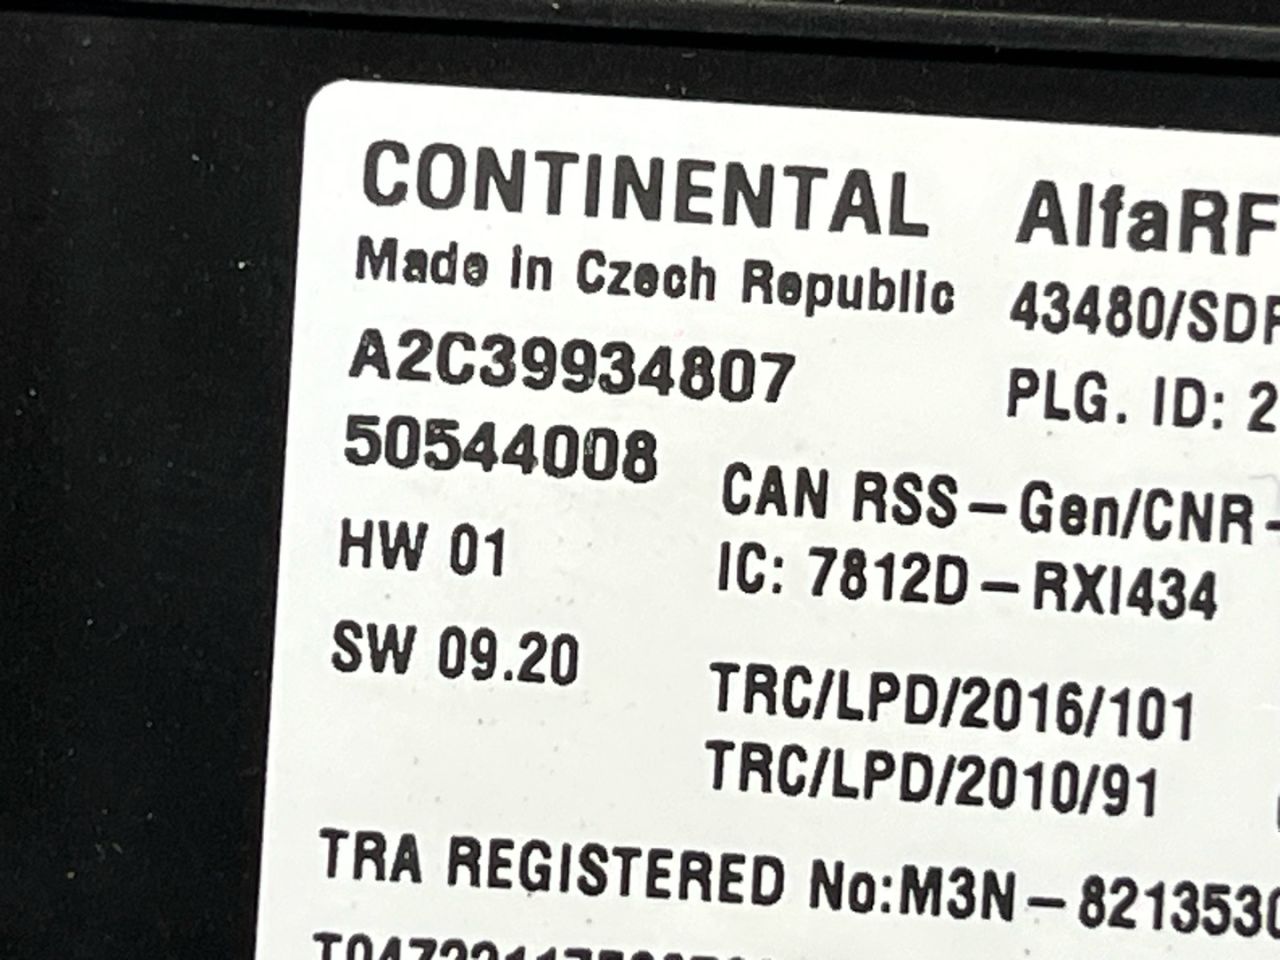 CONTINENTAL AlfaRF
Made in Czech Republic 43480/SDF
A2C39934807 PLG. ID: 2
50544008 CAN RSS–Gen/CNR-
HW 01 IC: 7812D–RXI434
SW 09.20 TRC/LPD/2016/101
TRC/LPD/2010/91
TRA REGISTERED No:M3N–8213530